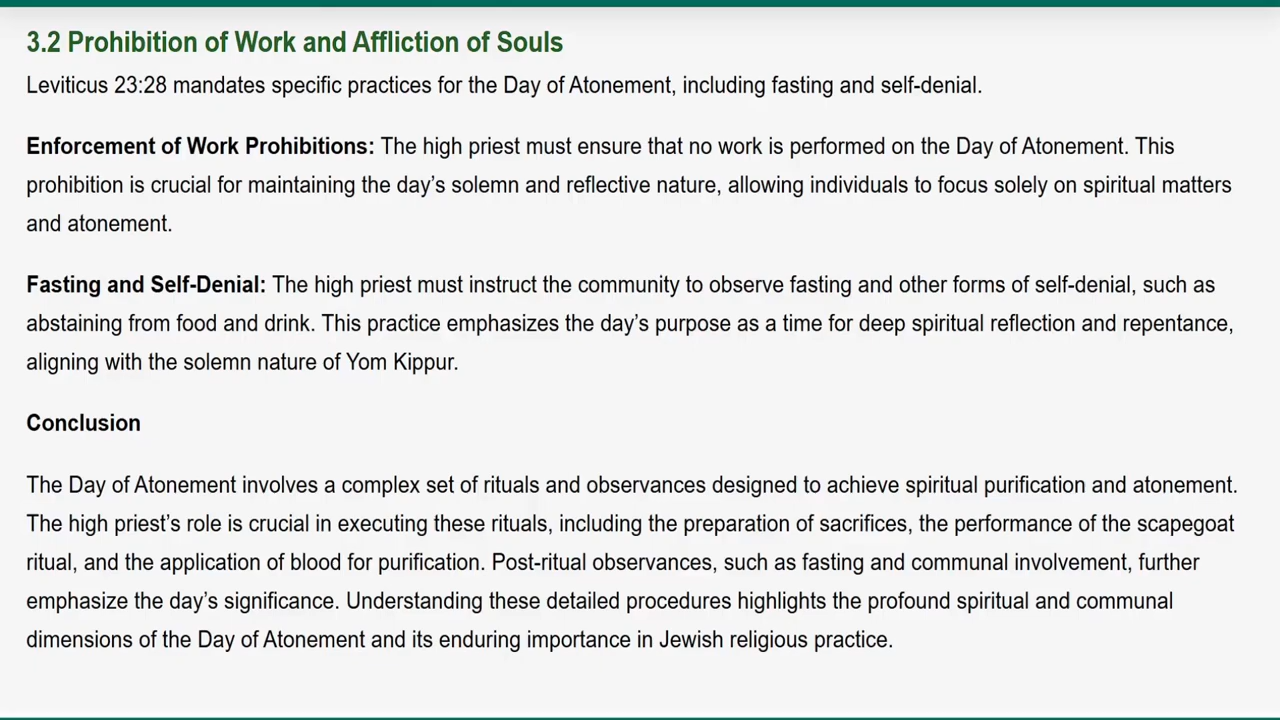 3.2 Prohibition of Work and Affliction of Souls
Leviticus 23:28 mandates specific practices for the Day of Atonement, including fasting and self-denial.
Enforcement of Work Prohibitions: The high priest must ensure that no work is performed on the Day of Atonement. This
prohibition is crucial for maintaining the day’s solemn and reflective nature, allowing individuals to focus solely on spiritual matters
and atonement.
Fasting and Self-Denial: The high priest must instruct the community to observe fasting and other forms of self-denial, such as
abstaining from food and drink. This practice emphasizes the day’s purpose as a time for deep spiritual reflection and repentance,
aligning with the solemn nature of Yom Kippur.
Conclusion
The Day of Atonement involves a complex set of rituals and observances designed to achieve spiritual purification and atonement.
The high priest’s role is crucial in executing these rituals, including the preparation of sacrifices, the performance of the scapegoat
ritual, and the application of blood for purification. Post-ritual observances, such as fasting and communal involvement, further
emphasize the day’s significance. Understanding these detailed procedures highlights the profound spiritual and communal
dimensions of the Day of Atonement and its enduring importance in Jewish religious practice.